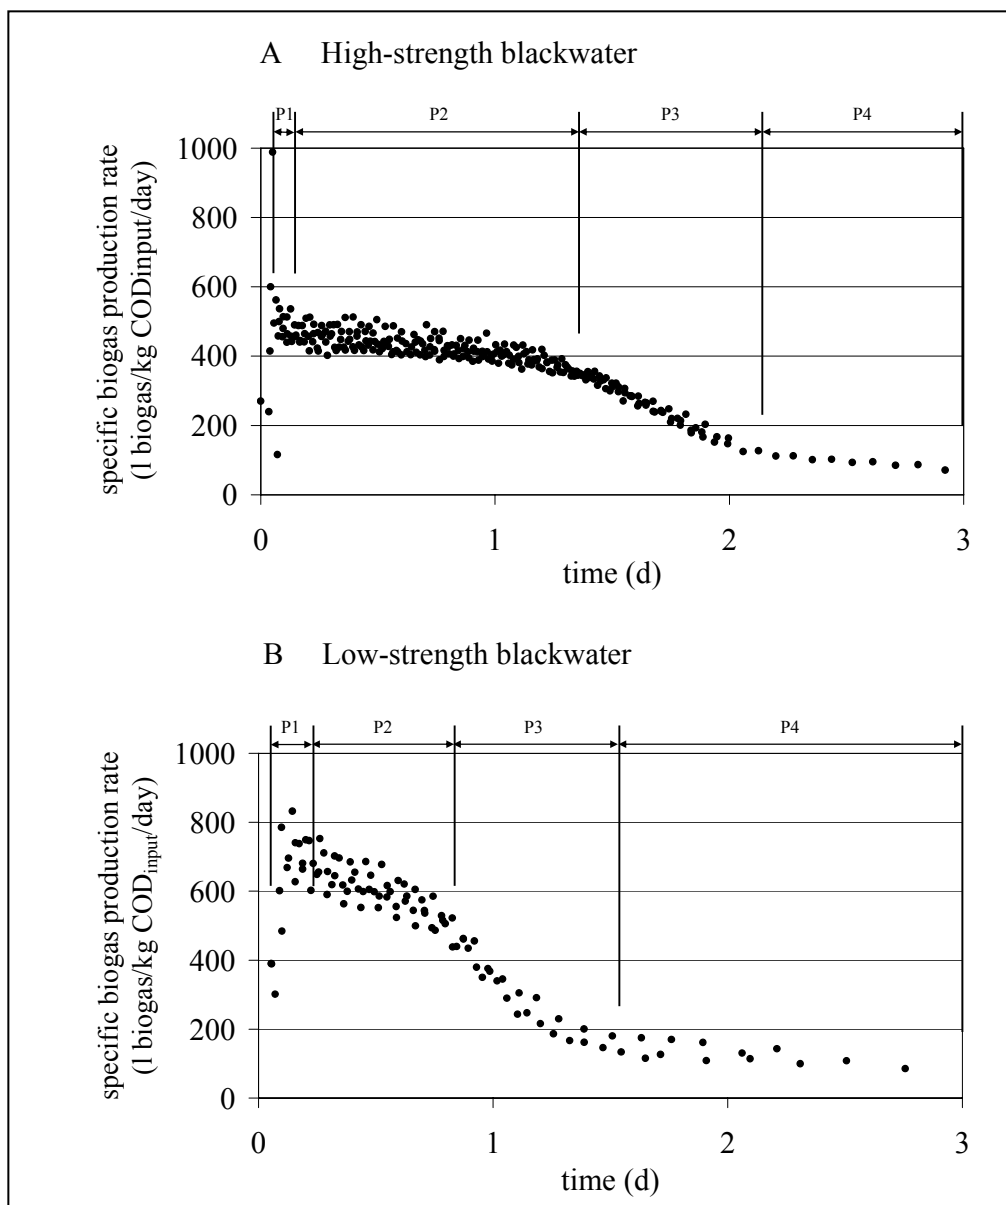 A High-strength blackwater
P1 P2 P3 P4
specific biogas production rate
(l biogas/kg CODinput/day)
1000
800
600
400
200
0
0 1 2 3
time (d)
B Low-strength blackwater
P1 P2 P3 P4
specific biogas production rate
(l biogas/kg CODinput/day)
1000
800
600
400
200
0
0 1 2 3
time (d)